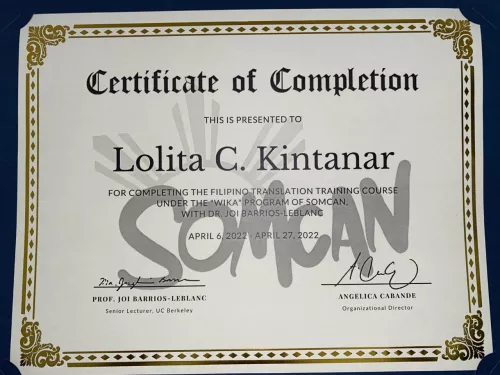 Certificate of Completion
THIS IS PRESENTED TO
Lolita C. Kintanar
FOR COMPLETING THE FILIPINO TRANSLATION TRAINING COURSE
UNDER THE "WIKA" PROGRAM OF SOMCAN,
WITH DR. JOI BARRIOS-LEBLANC
SOMCAN
APRIL 6, 2022 - APRIL 27, 2022
PROF. JOI BARRIOS-LEBLANC
Senior Lecturer, UC Berkeley
ANGELICA CABANDE
Organizational Director